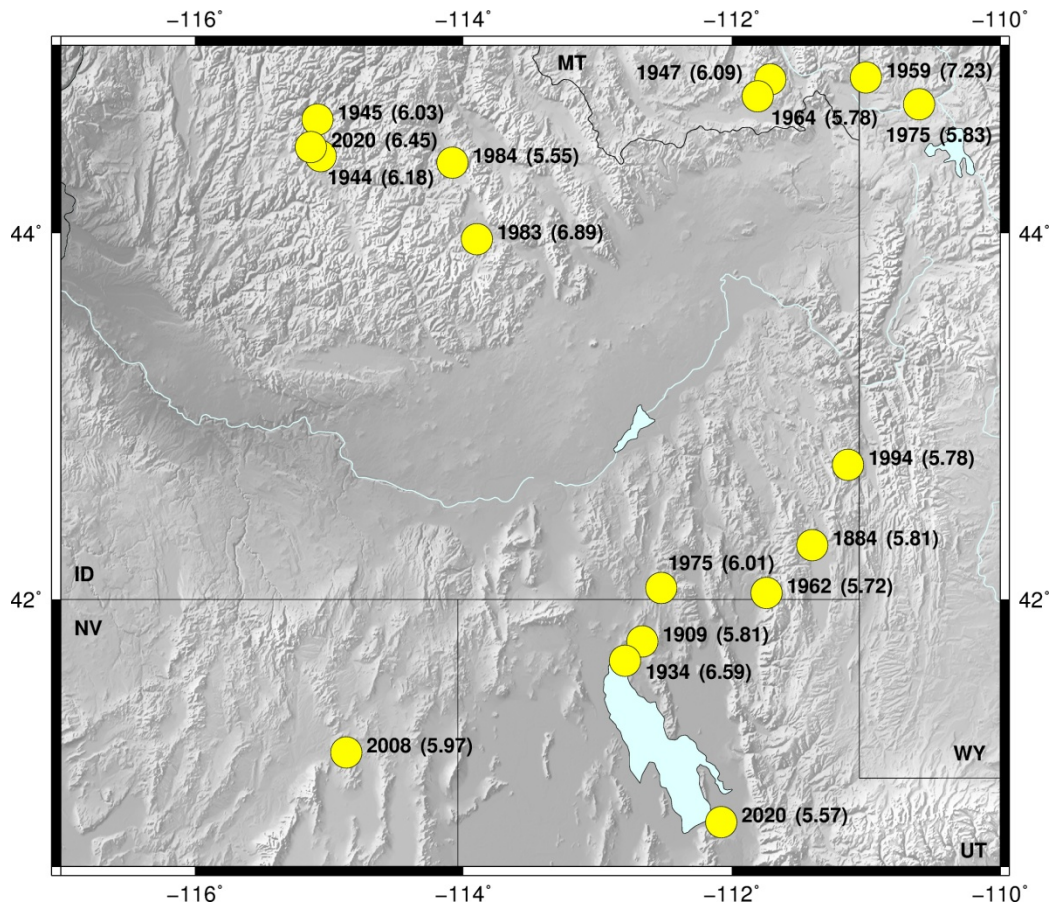 −116˚ −114˚ −112˚ −110˚
MT
1947 (6.09)
1959 (7.23)
1945 (6.03)
1964 (5.78)
1975 (5.83)
2020 (6.45)
1984 (5.55)
1944 (6.18)
44˚ 44˚
1983 (6.89)
1994 (5.78)
1884 (5.81)
1975 (6.01)
ID
1962 (5.72)
42˚ 42˚
NV
1909 (5.81)
1934 (6.59)
2008 (5.97)
WY
2020 (5.57)
UT
−116˚ −114˚ −112˚ −110˚